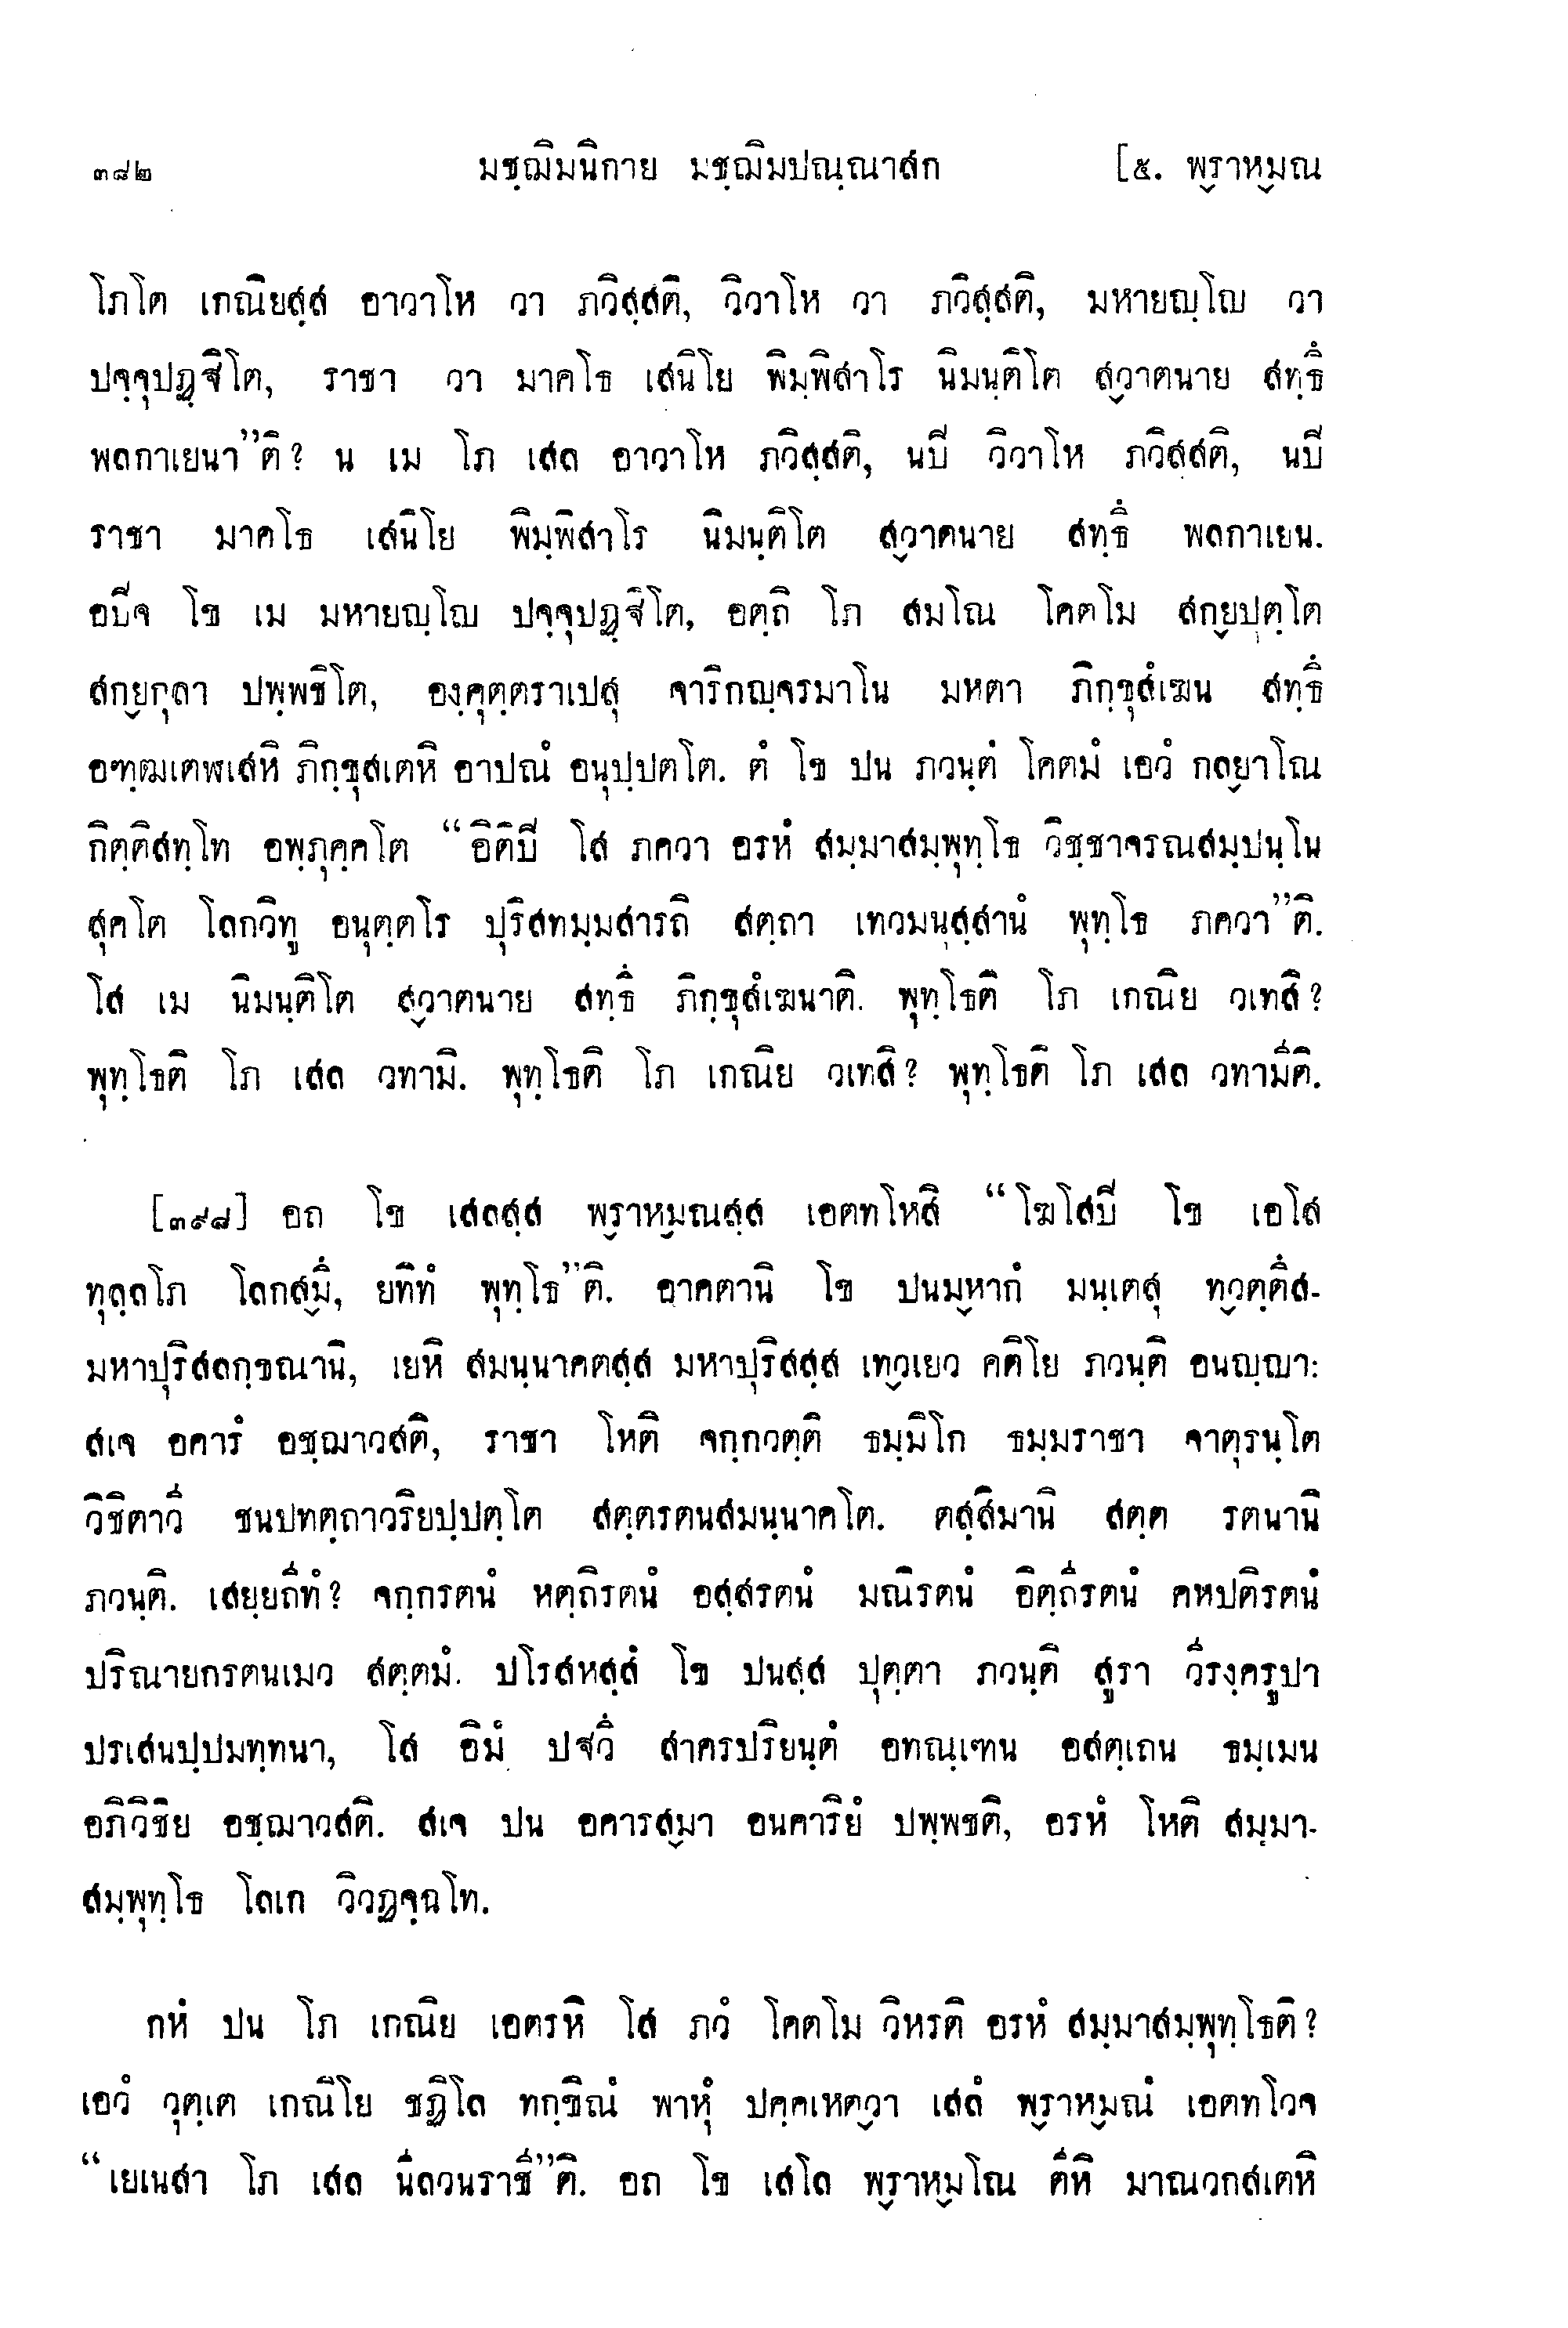 ๓๘๒ มชฺฌิมนิกาย มชฺฌิมปณฺณาสก [๕. พ๎ราห๎มณ
โภโต เกณิยสฺส อาวาโห วา ภวิสฺสติ, วิวาโห วา ภวิสฺสติ, มหายญฺโญ วา
ปจฺจุปฏฺฐิโต, ราชา วา มาคโธ เสนิโย พิมฺพิสาโร นิมนฺติโต ส๎วาตนาย สทฺธิํ
พลกาเยนา”ติ? น เม โภ เสล อาวาโห ภวิสฺสติ, นปิ วิวาโห ภวิสฺสติ, นปิ
ราชา มาคโธ เสนิโย พิมฺพิสาโร นิมนฺติโต ส๎วาตนาย สทฺธิํ พลกาเยน.
อปิจ โข เม มหายญฺโญ ปจฺจุปฏฺฐิโต, อตฺถิ โภ สมโณ โคตโม สก๎ยปุตฺโต
สก๎ยกุลา ปพฺพชิโต, องฺคุตฺตราเปสุ จาริกญฺจรมาโน มหตา ภิกฺขุสํเฆน สทฺธิํ
อฑฺฒเตฬเสหิ ภิกฺขุสเตหิ อาปณํ อนุปฺปตฺโต. ตํ โข ปน ภวนฺตํ โคตมํ เอวํ กล๎ยาโณ
กิตฺติสทฺโท อพฺภุคฺคโต “อิติปิ โส ภควา อรหํ สมฺมาสมฺพุทฺโธ วิชฺชาจรณสมฺปนฺโน
สุคโต โลกวิทู อนุตฺตโร ปุริสทมฺมสารถิ สตฺถา เทวมนุสฺสานํ พุทฺโธ ภควา”ติ.
โส เม นิมนฺติโต ส๎วาตนาย สทฺธิํ ภิกฺขุสํเฆนาติ. พุทฺโธติ โภ เกณิย วเทสิ?
พุทฺโธติ โภ เสล วทามิ. พุทฺโธติ โภ เกณิย วเทสิ? พุทฺโธติ โภ เสล วทามีติ.
[๓๙๘] อถ โข เสลสฺส พ๎ราห๎มณสฺส เอตทโหสิ “โฆโสปิ โข เอโส
ทุลฺลโภ โลกส๎มิํ, ยทิทํ พุทฺโธ”ติ. อาคตานิ โข ปนม๎หากํ มนฺเตสุ ท๎วตฺติํส-
มหาปุริสลกฺขณานิ, เยหิ สมนฺนาคตสฺส มหาปุริสสฺส เท๎วเยว คติโย ภวนฺติ อนญฺญา:
สเจ อคารํ อชฺฌาวสติ, ราชา โหติ จกฺกวตฺติ ธมฺมิโก ธมฺมราชา จาตุรนฺโต
วิชิตาวี ชนปทตฺถาวริยปฺปตฺโต สตฺตรตนสมนฺนาคโต. ตสฺสิมานิ สตฺต รตนานิ
ภวนฺติ. เสยฺยถีทํ? จกฺกรตนํ หตฺถิรตนํ อสฺสรตนํ มณิรตนํ อิตฺถีรตนํ คหปติรตนํ
ปริณายกรตนเมว สตฺตมํ. ปโรสหสฺสํ โข ปนสฺส ปุตฺตา ภวนฺติ สูรา วีรงฺครูปา
ปรเสนปฺปมทฺทนา, โส อิมํ ปฐวิํ สาครปริยนฺตํ อทณฺเฑน อสตฺเถน ธมฺเมน
อภิวิชิย อชฺฌาวสติ. สเจ ปน อคารส๎มา อนคาริยํ ปพฺพชติ, อรหํ โหติ สมฺมา-
สมฺพุทฺโธ โลเก วิวฏจฺฉโท.
กหํ ปน โภ เกณิย เอตรหิ โส ภวํ โคตโม วิหรติ อรหํ สมฺมาสมฺพุทฺโธติ?
เอวํ วุตฺเต เกณิโย ชฏิโล ทกฺขิณํ พาหุํ ปคฺคเหต๎วา เสลํ พ๎ราห๎มณํ เอตทโวจ
“เยเนสา โภ เสล นีลวนราชี”ติ. อถ โข เสโล พ๎ราห๎มโณ ตีหิ มาณวกสเตหิ